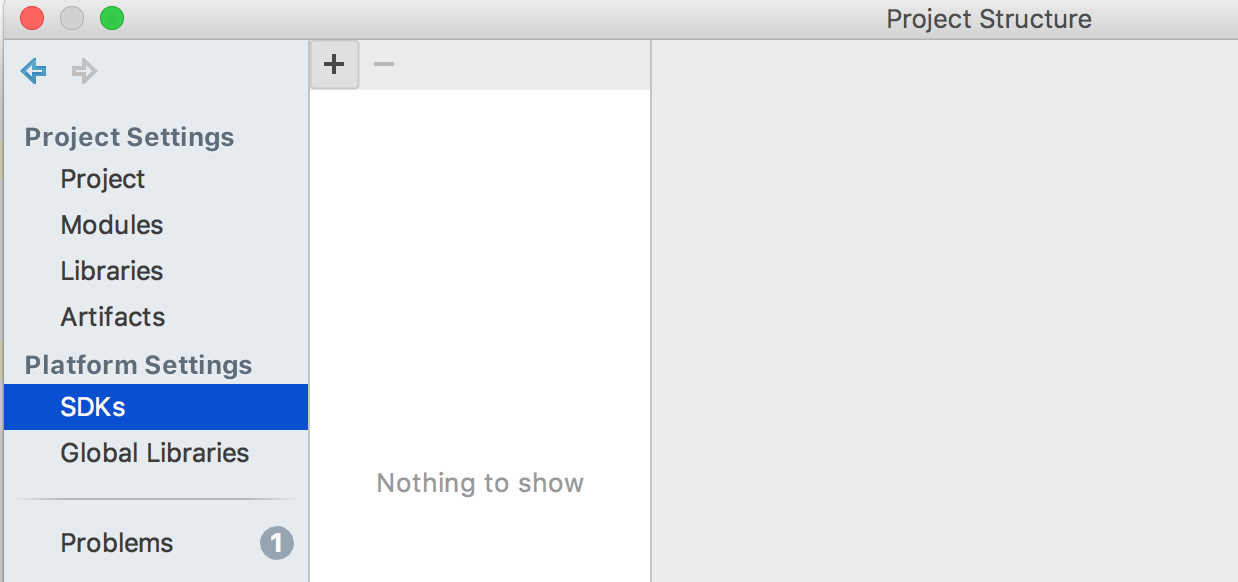 Project Structure
Project Settings
Project
Modules
Libraries
Artifacts
Platform Settings
SDKs
Global Libraries
Problems 1
Nothing to show